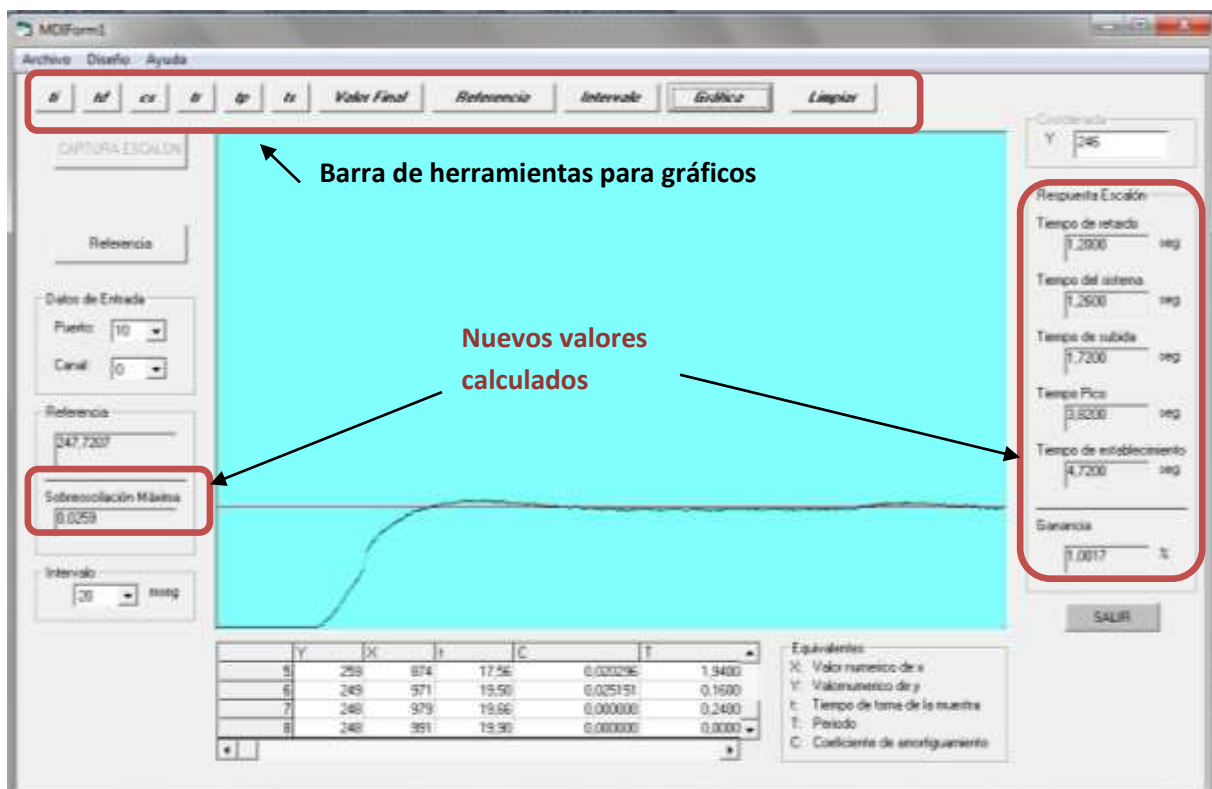 MDIForm1
Archivo Diseño Ayuda
ti td cs tr tp ts Valor Final Referencia Intervalo Gráfica Limpiar
CAPTURA ESCALON
Barra de herramientas para gráficos
Coordenada
Y 246
Referencia
Respuesta Escalón
Tiempo de retardo
1,2000 seg
Tiempo del sistema
1,2600 seg
Tiempo de subida
1,7200 seg
Tiempo Pico
3,8200 seg
Tiempo de establecimiento
4,7200 seg
Ganancia
1,0017 %
SALIR
Datos de Entrada
Puerto: 10
Canal: 0
Nuevos valores
calculados
Referencia
247,7207
Sobreoscilación Máxima
0,0259
Intervalo
20 mseg
Y X t C T
5 259 874 17,56 0,020296 1,9400
6 249 971 19,50 0,025151 0,1600
7 248 979 19,66 0,000000 0,2400
8 248 991 19,90 0,000000 0,0000
Equivalentes
X: Valor numerico de x
Y: Valor numerico de y
t: Tiempo de toma de la muestra
T: Periodo
C: Coeficiente de amortiguamiento